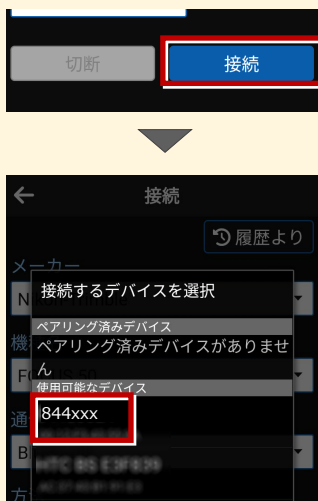 切断
接続
接続
履歴より
メーカー
接続するデバイスを選択
ペアリング済みデバイス
ペアリング済みデバイスがありませ
ん
使用可能なデバイス
844xxx